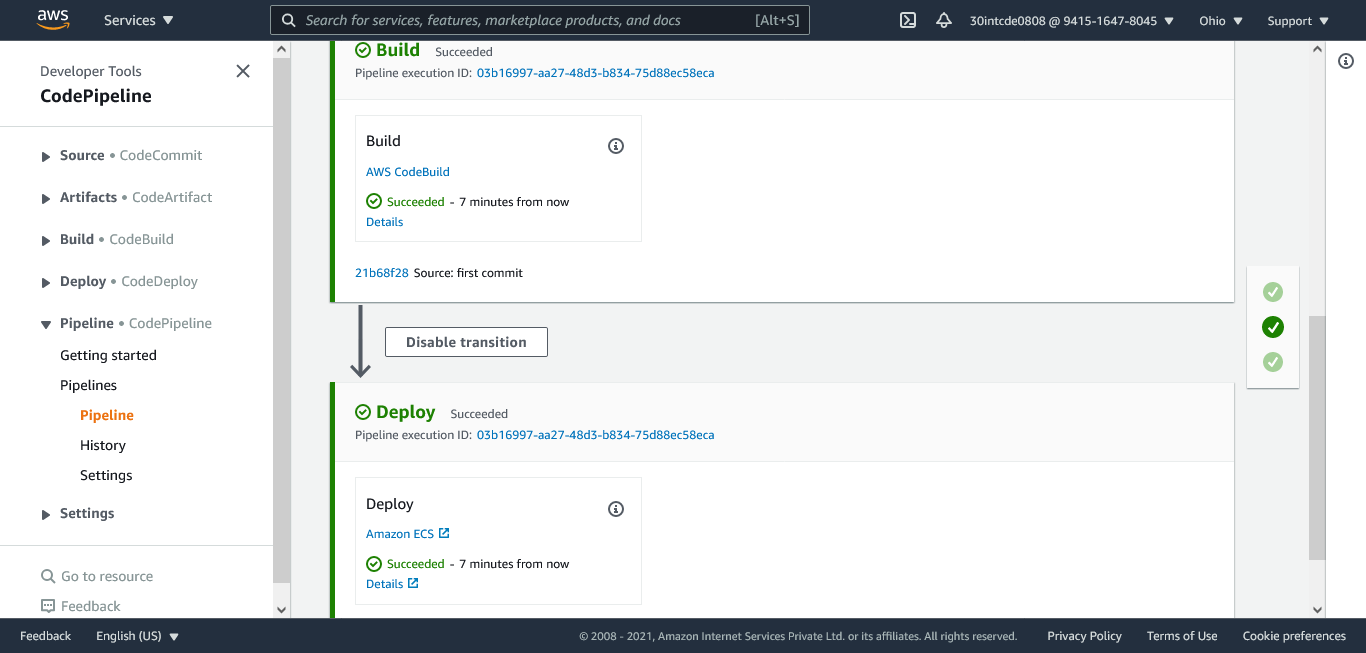 aws
Services
Search for services, features, marketplace products, and docs [Alt+S]
30intcde0808 @ 9415-1647-8045
Ohio
Support
Developer Tools
CodePipeline
Source • CodeCommit
Artifacts • CodeArtifact
Build • CodeBuild
Deploy • CodeDeploy
Pipeline • CodePipeline
Getting started
Pipelines
Pipeline
History
Settings
Settings
Go to resource
Feedback
Build Succeeded
Pipeline execution ID: 03b16997-aa27-48d3-b834-75d88ec58eca
Build
AWS CodeBuild
Succeeded - 7 minutes from now
Details
21b68f28 Source: first commit
Disable transition
Deploy Succeeded
Pipeline execution ID: 03b16997-aa27-48d3-b834-75d88ec58eca
Deploy
Amazon ECS
Succeeded - 7 minutes from now
Details
Feedback
English (US)
© 2008 - 2021, Amazon Internet Services Private Ltd. or its affiliates. All rights reserved.
Privacy Policy
Terms of Use
Cookie preferences